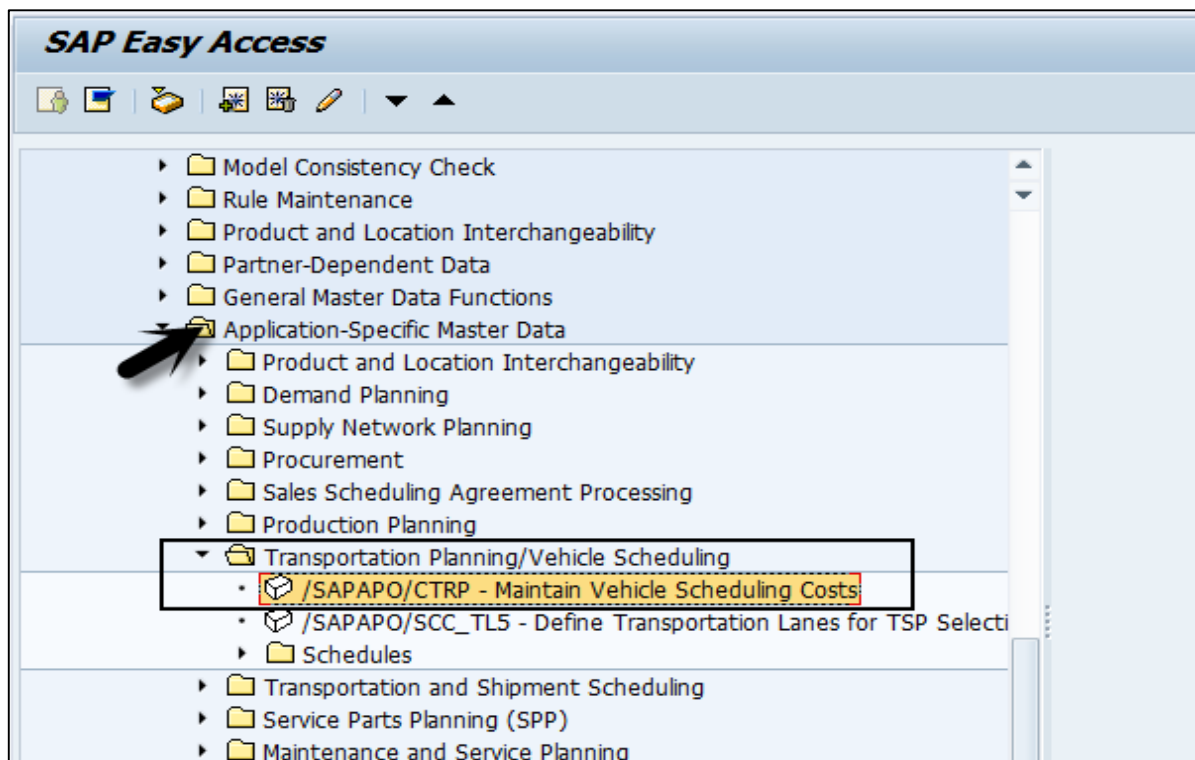 SAP Easy Access
Model Consistency Check
Rule Maintenance
Product and Location Interchangeability
Partner-Dependent Data
General Master Data Functions
Application-Specific Master Data
Product and Location Interchangeability
Demand Planning
Supply Network Planning
Procurement
Sales Scheduling Agreement Processing
Production Planning
Transportation Planning/Vehicle Scheduling
/SAPAPO/CTRP - Maintain Vehicle Scheduling Costs
/SAPAPO/SCC_TL5 - Define Transportation Lanes for TSP Selecti
Schedules
Transportation and Shipment Scheduling
Service Parts Planning (SPP)
Maintenance and Service Planning